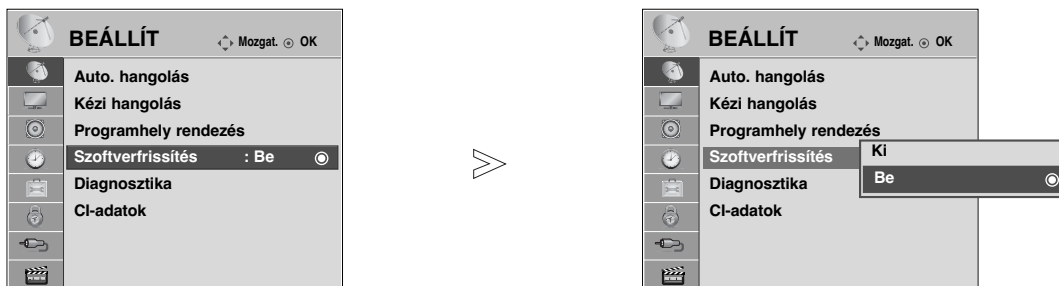 BEÁLLÍT Mozgat. OK
Auto. hangolás
Kézi hangolás
Programhely rendezés
Szoftverfrissítés : Be
Diagnosztika
CI-adatok
BEÁLLÍT Mozgat. OK
Auto. hangolás
Kézi hangolás
Programhely rendezés
Szoftverfrissítés
Ki
Be
Diagnosztika
CI-adatok